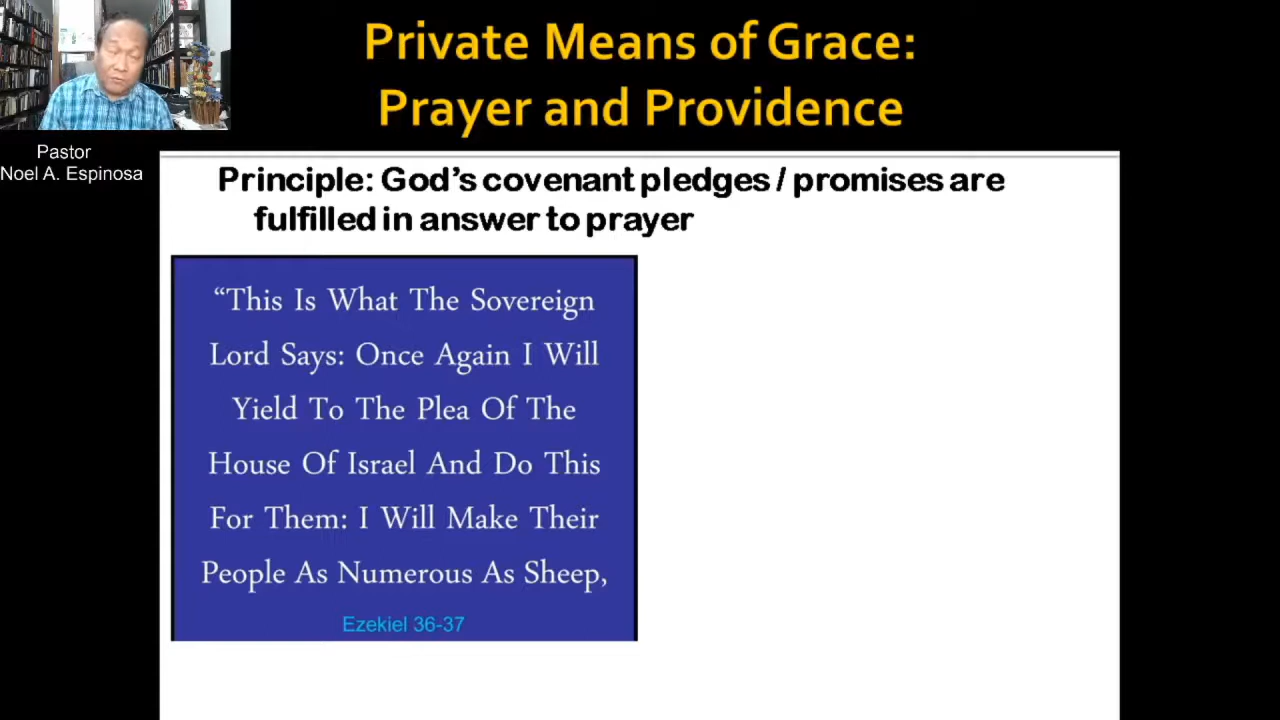 Private Means of Grace:
Prayer and Providence
Pastor
Noel A. Espinosa
Principle: God’s covenant pledges / promises are
fulfilled in answer to prayer
“This Is What The Sovereign
Lord Says: Once Again I Will
Yield To The Plea Of The
House Of Israel And Do This
For Them: I Will Make Their
People As Numerous As Sheep,
Ezekiel 36-37